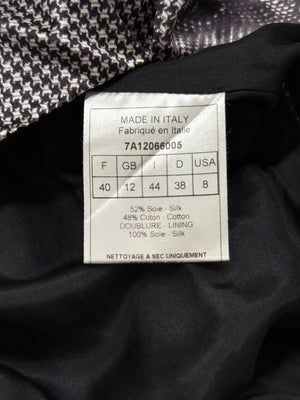 MADE IN ITALY
Fabriqué en Italie
7A12066005
F GB I D USA
40 12 44 38 8
52% Soie - Silk
48% Coton - Cotton
DOUBLURE - LINING
100% Soie - Silk
NETTOYAGE A SEC UNIQUEMENT